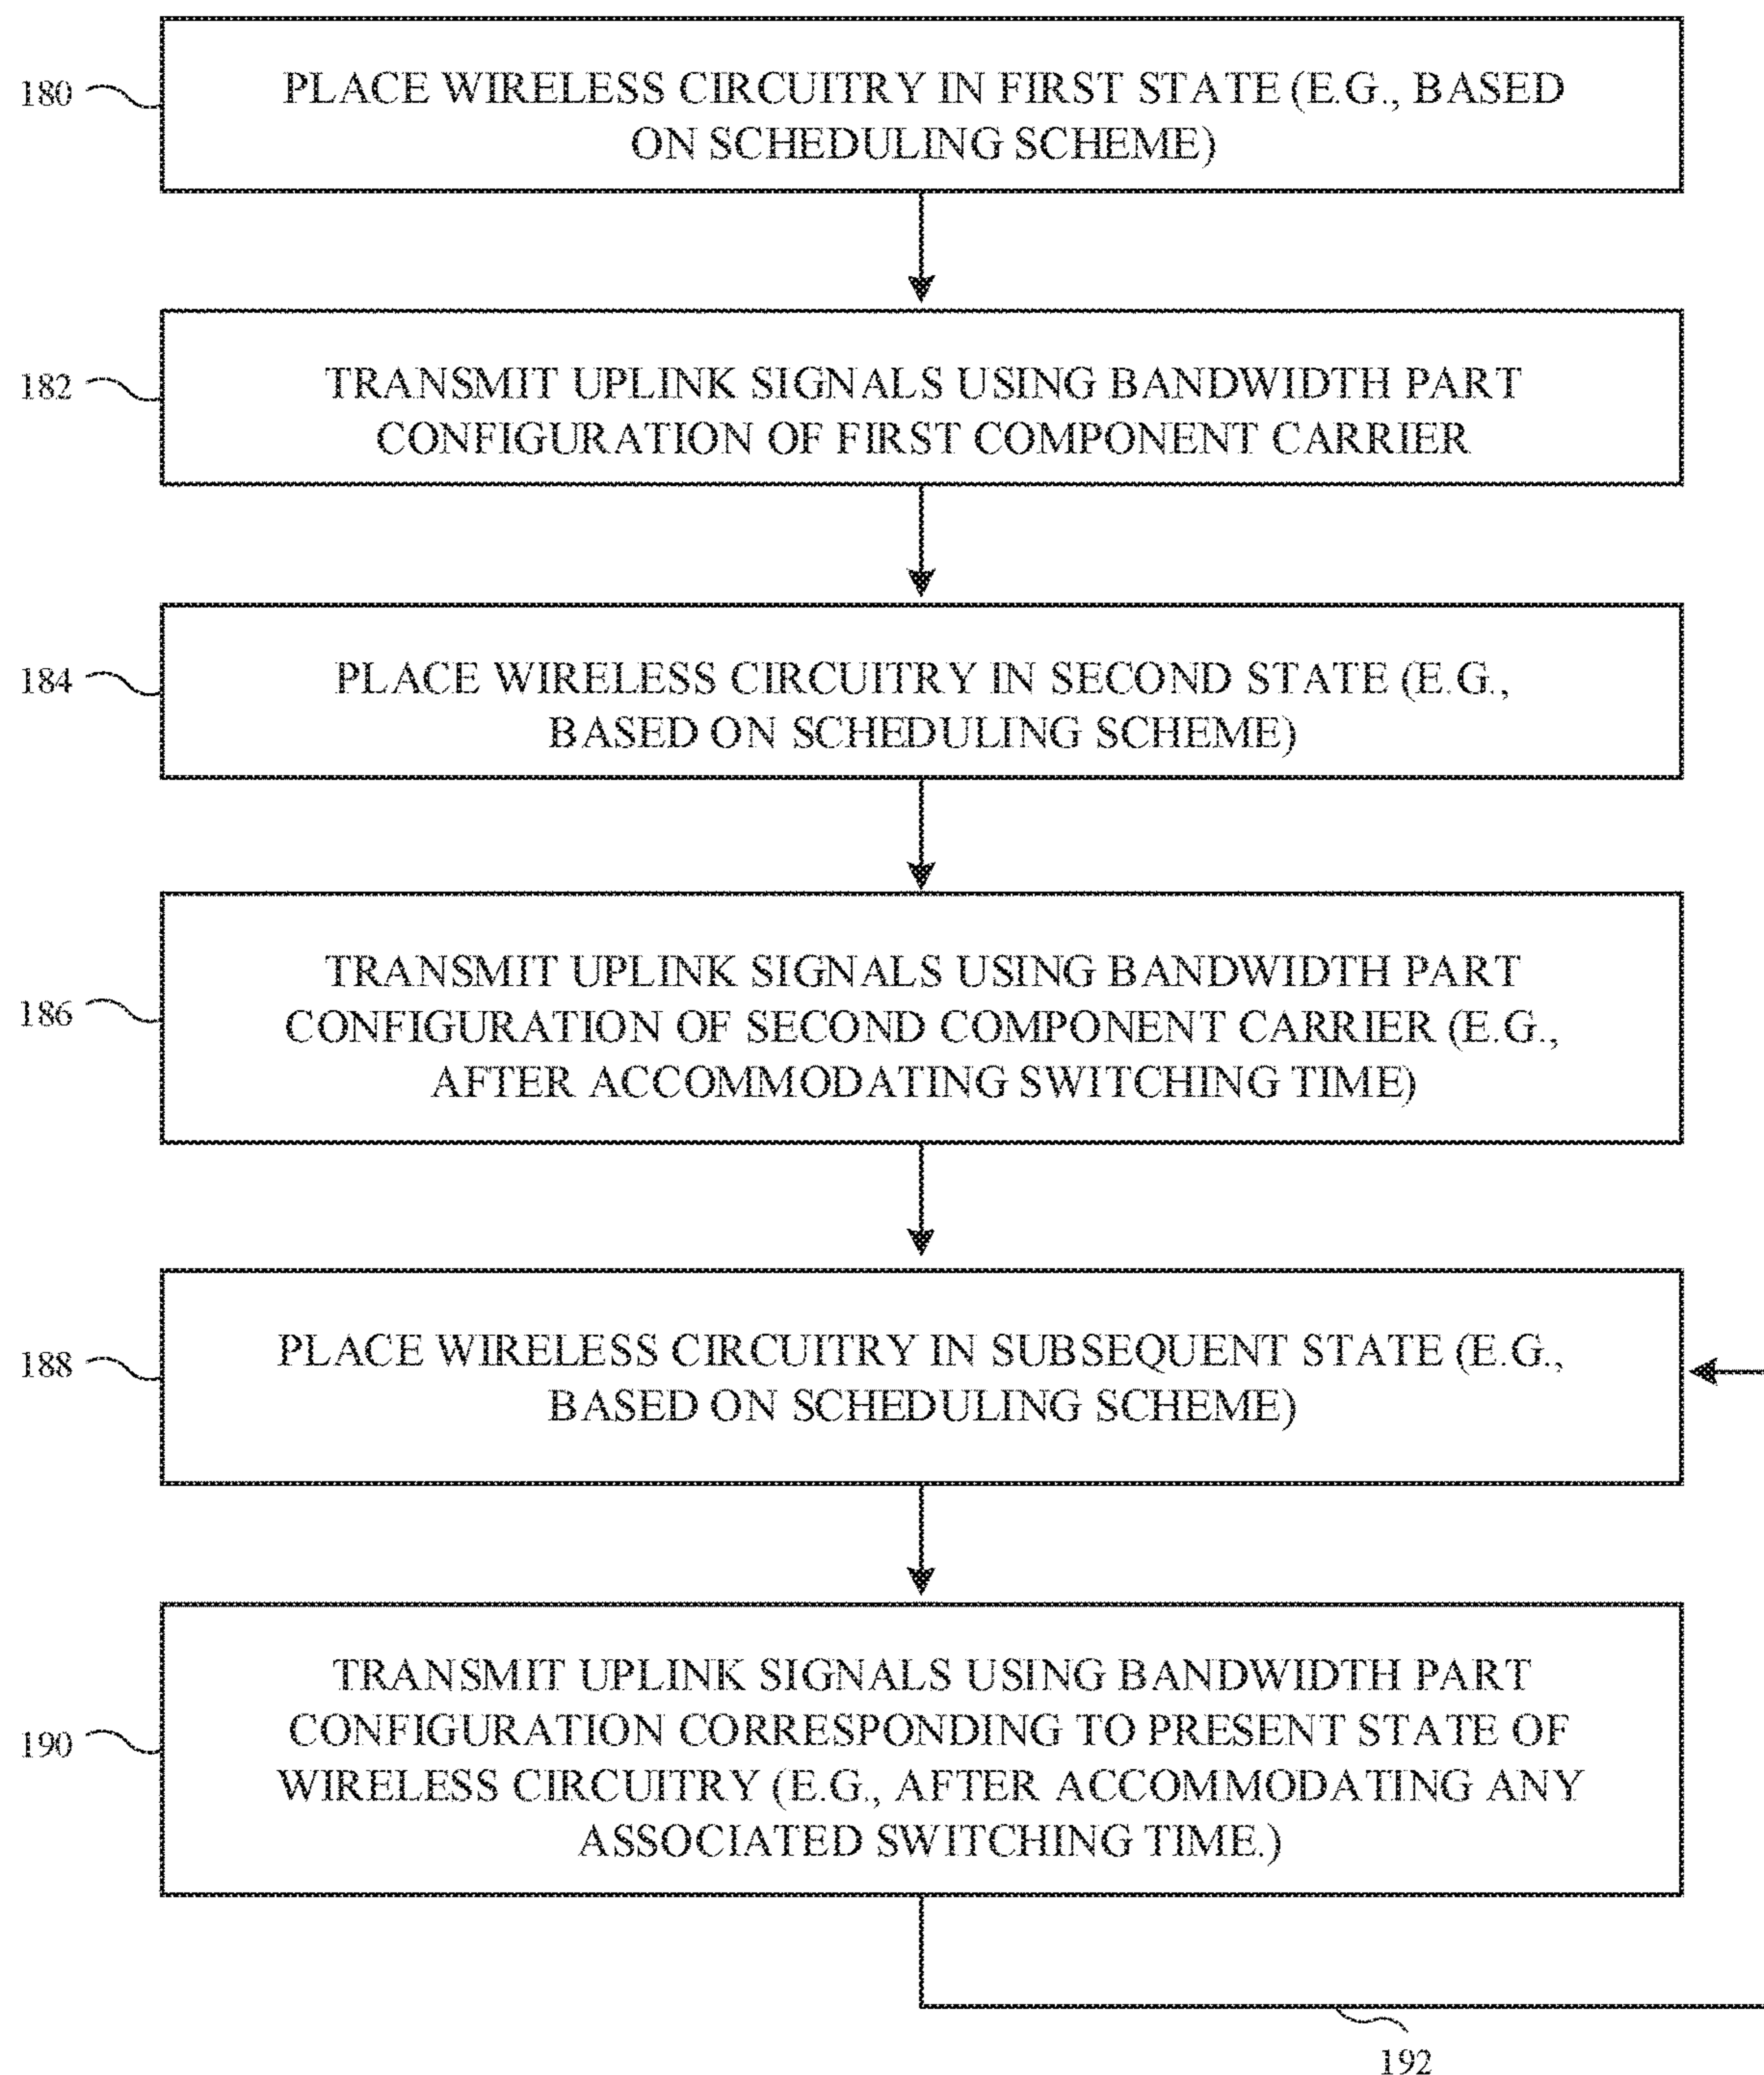 180
PLACE WIRELESS CIRCUITRY IN FIRST STATE (E.G., BASED
ON SCHEDULING SCHEME)
182
TRANSMIT UPLINK SIGNALS USING BANDWIDTH PART
CONFIGURATION OF FIRST COMPONENT CARRIER
184
PLACE WIRELESS CIRCUITRY IN SECOND STATE (E.G.,
BASED ON SCHEDULING SCHEME)
186
TRANSMIT UPLINK SIGNALS USING BANDWIDTH PART
CONFIGURATION OF SECOND COMPONENT CARRIER (E.G.,
AFTER ACCOMMODATING SWITCHING TIME)
188
PLACE WIRELESS CIRCUITRY IN SUBSEQUENT STATE (E.G.,
BASED ON SCHEDULING SCHEME)
190
TRANSMIT UPLINK SIGNALS USING BANDWIDTH PART
CONFIGURATION CORRESPONDING TO PRESENT STATE OF
WIRELESS CIRCUITRY (E.G., AFTER ACCOMMODATING ANY
ASSOCIATED SWITCHING TIME.)
192